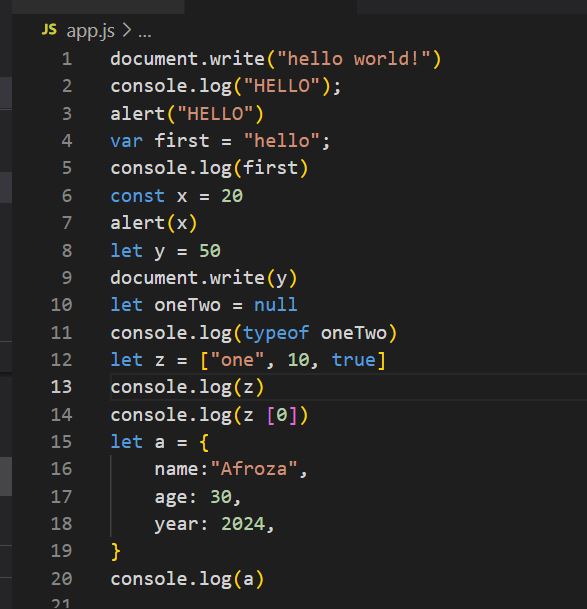 JS app.js > ...
1 document.write("hello world!")
2 console.log("HELLO");
3 alert("HELLO")
4 var first = "hello";
5 console.log(first)
6 const x = 20
7 alert(x)
8 let y = 50
9 document.write(y)
10 let oneTwo = null
11 console.log(typeof oneTwo)
12 let z = ["one", 10, true]
13 console.log(z)
14 console.log(z [0])
15 let a = {
16     name:"Afroza",
17     age: 30,
18     year: 2024,
19 }
20 console.log(a)
21